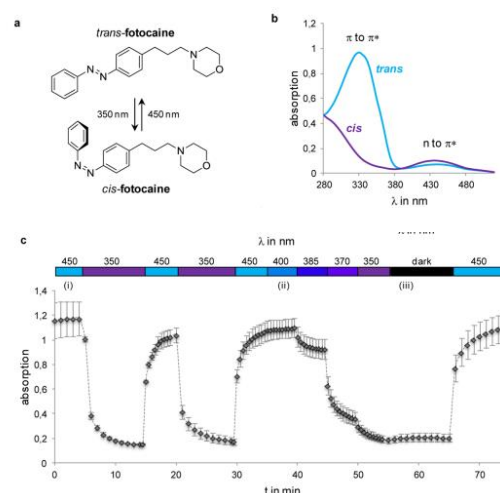 a
trans-fotocaine
N
N
N
O
350 nm
450 nm
N
N
N
O
cis-fotocaine
b
π to π*
trans
cis
n to π*
absorption
1,2
1
0,8
0,6
0,4
0,2
0
280 330 380 430 480
λ in nm
c
λ in nm
450 350 450 350 450 400 385 370 350 dark 450
(i) (ii) (iii)
absorption
1,4
1,2
1
0,8
0,6
0,4
0,2
0
0 10 20 30 40 50 60 70
t in min